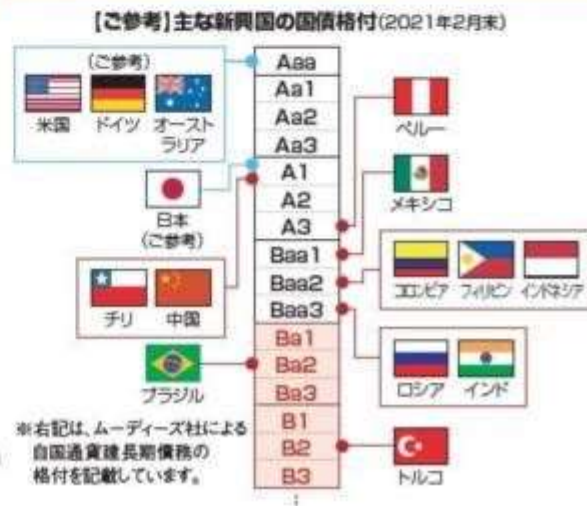 【ご参考】主な新興国の国債格付(2021年2月末)
(ご参考)
米国 ドイツ オースト
ラリア
日本
(ご参考)
チリ 中国
ブラジル
※右記は、ムーディーズ社による
自国通貨建長期債務の
格付を記載しています。
Aaa
Aa1
Aa2
Aa3
A1
A2
A3
Baa1
Baa2
Baa3
Ba1
Ba2
Ba3
B1
B2
B3
ペルー
メキシコ
コロンビア フィリピン インドネシア
ロシア インド
トルコ